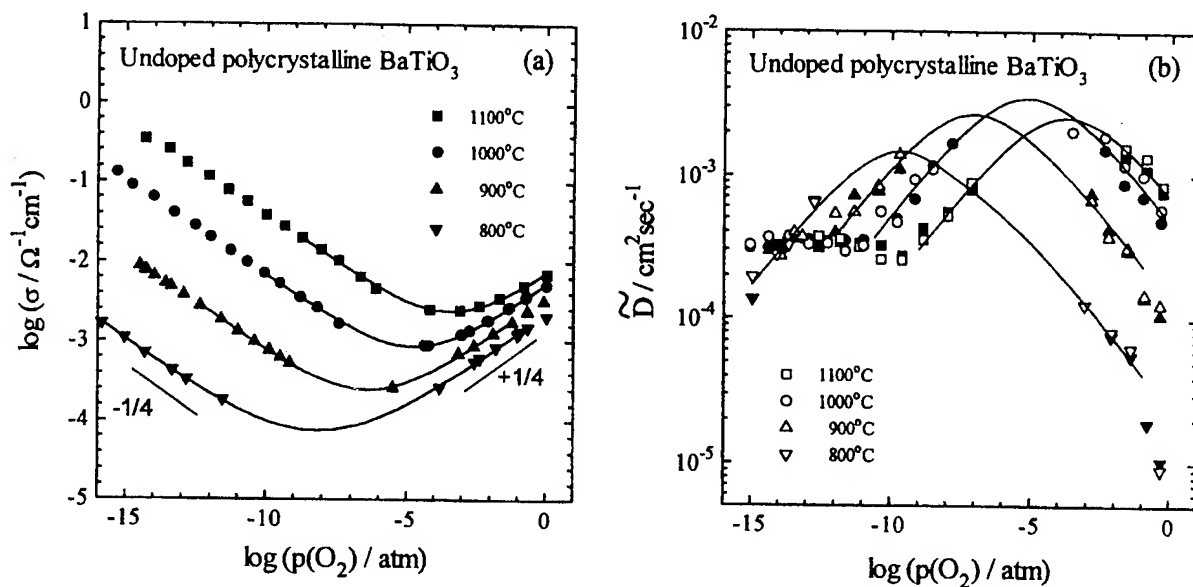 Undoped polycrystalline BaTiO3 (a)
1100°C
1000°C
900°C
800°C
-1/4
+1/4
1
0
-1
-2
-3
-4
-5
log (σ / Ω⁻¹cm⁻¹)
-15
-10
-5
0
log (p(O₂) / atm)
Undoped polycrystalline BaTiO₃ (b)
1100°C
1000°C
900°C
800°C
10⁻²
10⁻³
10⁻⁴
10⁻⁵
D̃ / cm²sec⁻¹
-15
-10
-5
0
log (p(O₂) / atm)